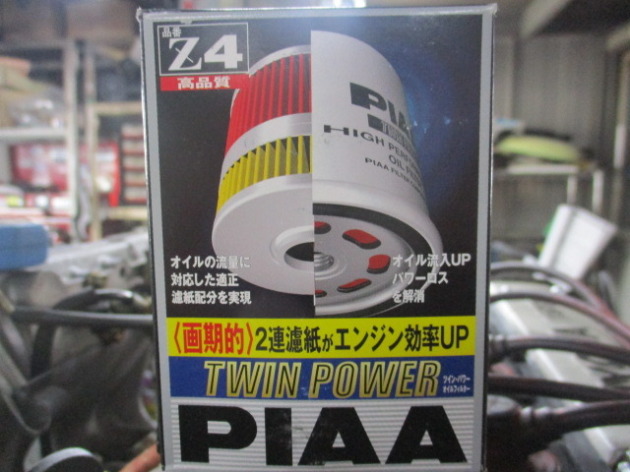 品番
Z4
高品質
PIAA
HIGH PERFO
OIL FI
PIAA FILTER
オイルの流量に
対応した適正
濾紙配分を実現
オイル流入UP
パワーロス
を解消
〈画期的〉2連濾紙がエンジン効率UP
TWIN POWER
ツイン・パワー
オイルフィルター
PIAA